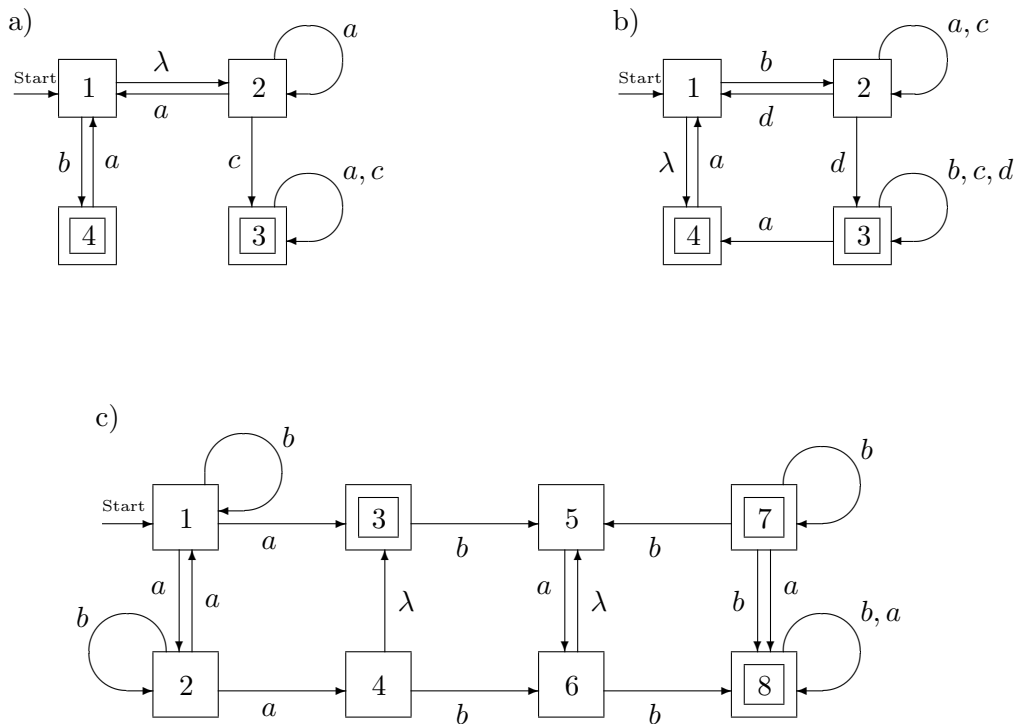 a) b)
a a, c
Start 1 λ 2 Start 1 b 2
a d
b a c a, c λ a d b, c, d
4 3 4 a 3
c)
b b
Start 1 3 5 7
a b b
a a λ a λ b a
b b, a
2 4 6 8
a b b